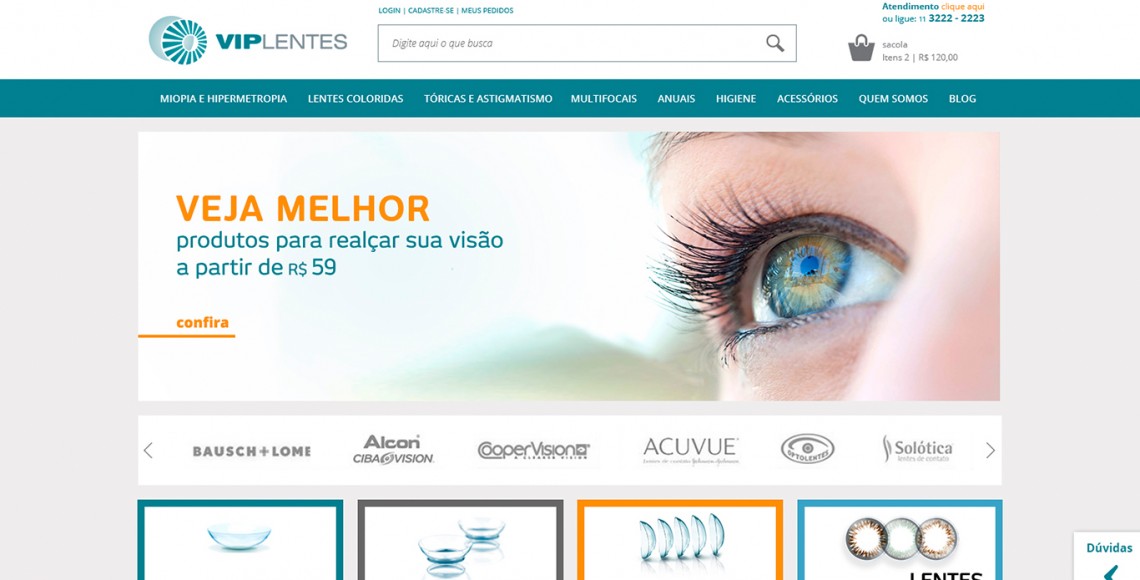 LOGIN | CADASTRE-SE | MEUS PEDIDOS
Atendimento clique aqui
ou ligue: 11 3222 - 2223
VIPLENTES
Digite aqui o que busca
sacola
Itens 2 | R$ 120,00
MIOPIA E HIPERMETROPIA LENTES COLORIDAS TÓRICAS E ASTIGMATISMO MULTIFOCAIS ANUAIS HIGIENE ACESSÓRIOS QUEM SOMOS BLOG
VEJA MELHOR
produtos para realçar sua visão
a partir de R$ 59
confira
BAUSCH + LOMB
Alcon
CIBA VISION
CooperVision
ACUVUE
OPTOLENTES
Solótica
lentes de contato
LENTES
Dúvidas